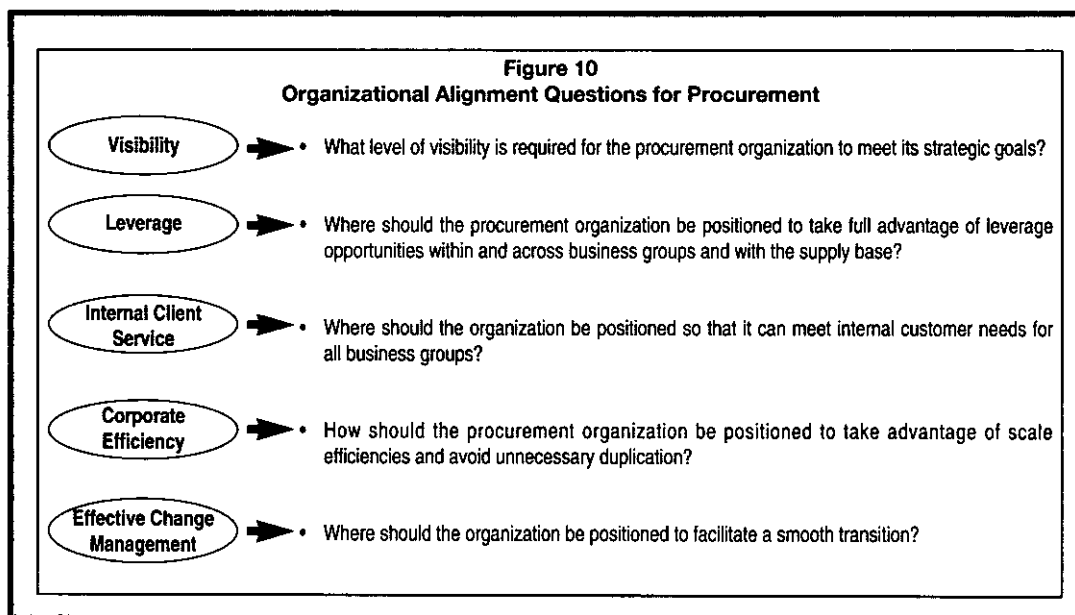 Figure 10
Organizational Alignment Questions for Procurement
Visibility
• What level of visibility is required for the procurement organization to meet its strategic goals?
Leverage
• Where should the procurement organization be positioned to take full advantage of leverage
opportunities within and across business groups and with the supply base?
Internal Client
Service
• Where should the organization be positioned so that it can meet internal customer needs for
all business groups?
Corporate
Efficiency
• How should the procurement organization be positioned to take advantage of scale
efficiencies and avoid unnecessary duplication?
Effective Change
Management
• Where should the organization be positioned to facilitate a smooth transition?